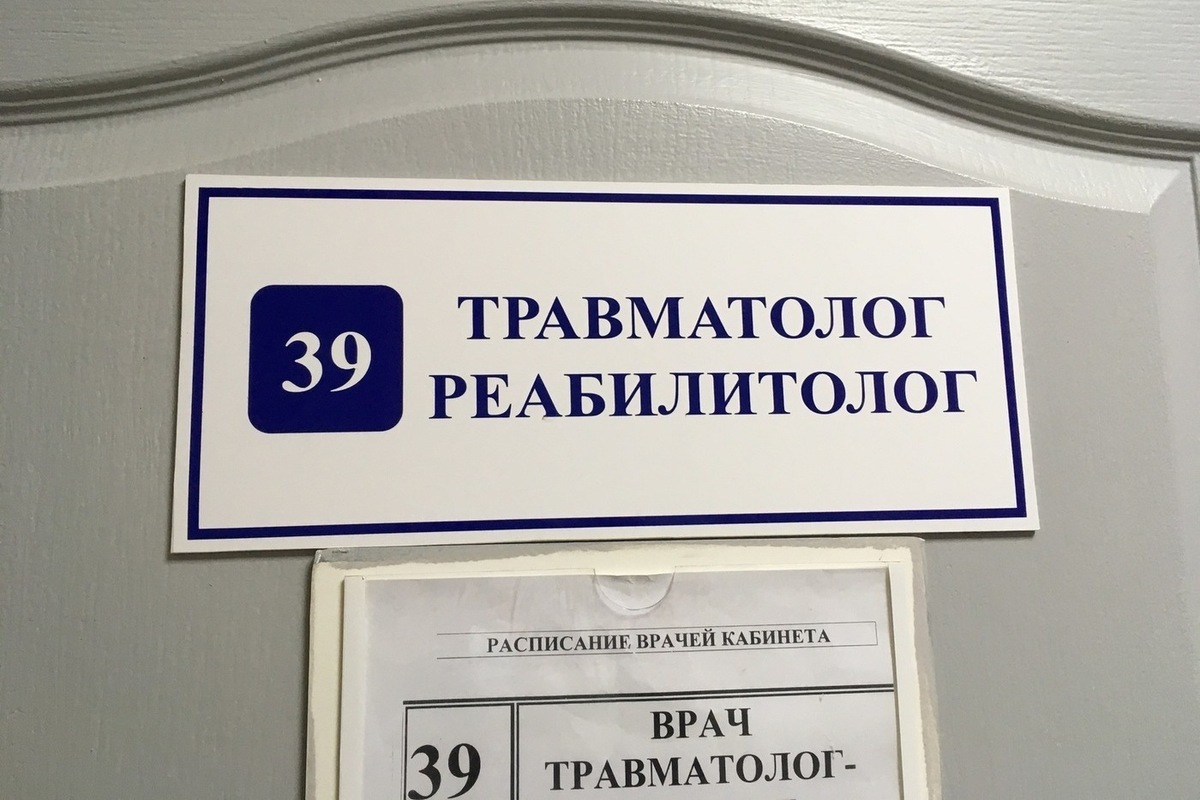 39
ТРАВМАТОЛОГ
РЕАБИЛИТОЛОГ
РАСПИСАНИЕ ВРАЧЕЙ КАБИНЕТА
39
ВРАЧ
ТРАВМАТОЛОГ-